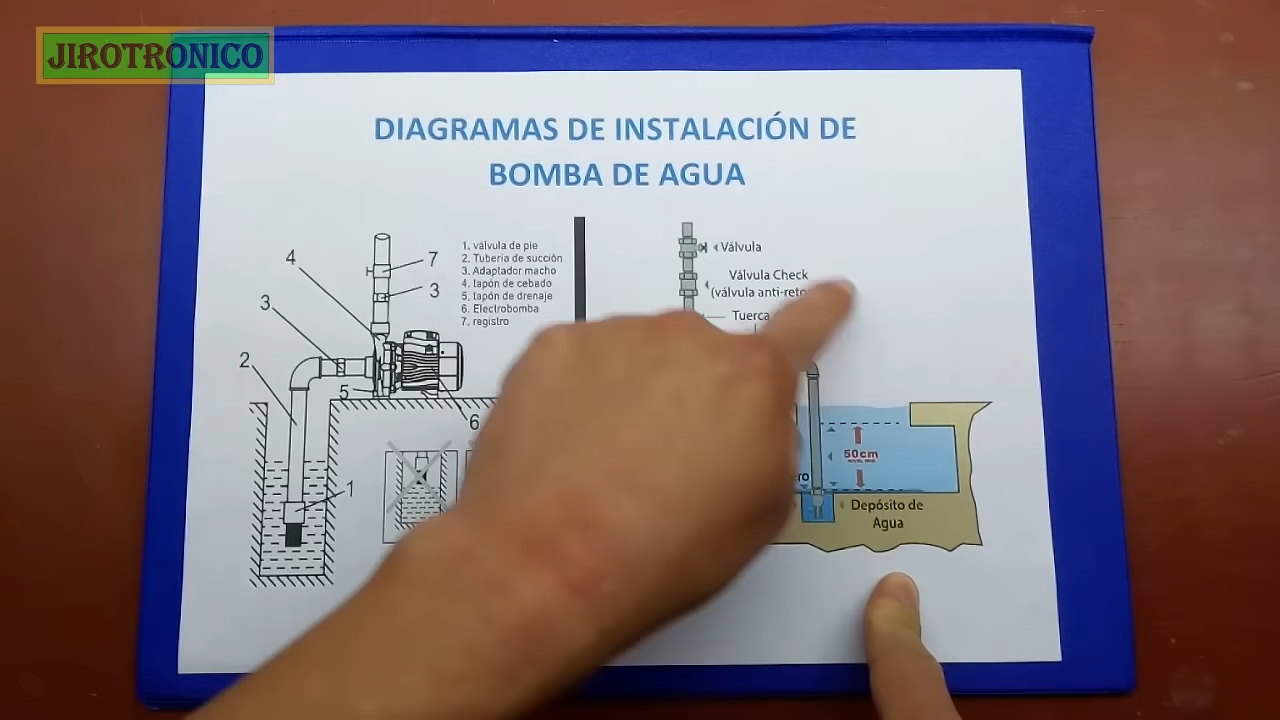 JIROTRONICO
DIAGRAMAS DE INSTALACIÓN DE
BOMBA DE AGUA
1. válvula de pie
2. Tubería de succión
3. Adaptador macho
4. tapón de cebado
5. tapón de drenaje
6. Electrobomba
7. registro
4
7
3
3
2
5
6
1
Válvula
Válvula Check
(válvula anti-reto
Tuerca
50cm
ro
Depósito de
Agua